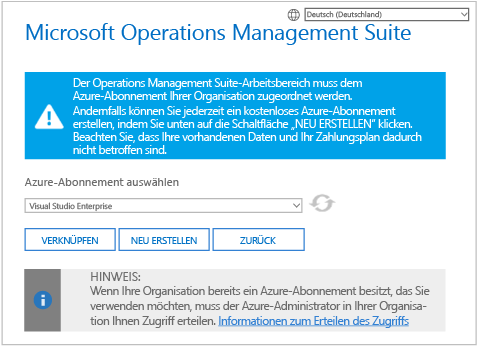 Deutsch (Deutschland)
Microsoft Operations Management Suite
Der Operations Management Suite-Arbeitsbereich muss dem
Azure-Abonnement Ihrer Organisation zugeordnet werden.
Andernfalls können Sie jederzeit ein kostenloses Azure-Abonnement
erstellen, indem Sie unten auf die Schaltfläche „NEU ERSTELLEN" klicken.
Beachten Sie, dass Ihre vorhandenen Daten und Ihr Zahlungsplan dadurch
nicht betroffen sind.
Azure-Abonnement auswählen
Visual Studio Enterprise
VERKNÜPFEN NEU ERSTELLEN ZURÜCK
HINWEIS:
Wenn Ihre Organisation bereits ein Azure-Abonnement besitzt, das Sie
verwenden möchten, muss der Azure-Administrator in Ihrer Organisa-
tion Ihnen Zugriff erteilen. Informationen zum Erteilen des Zugriffs